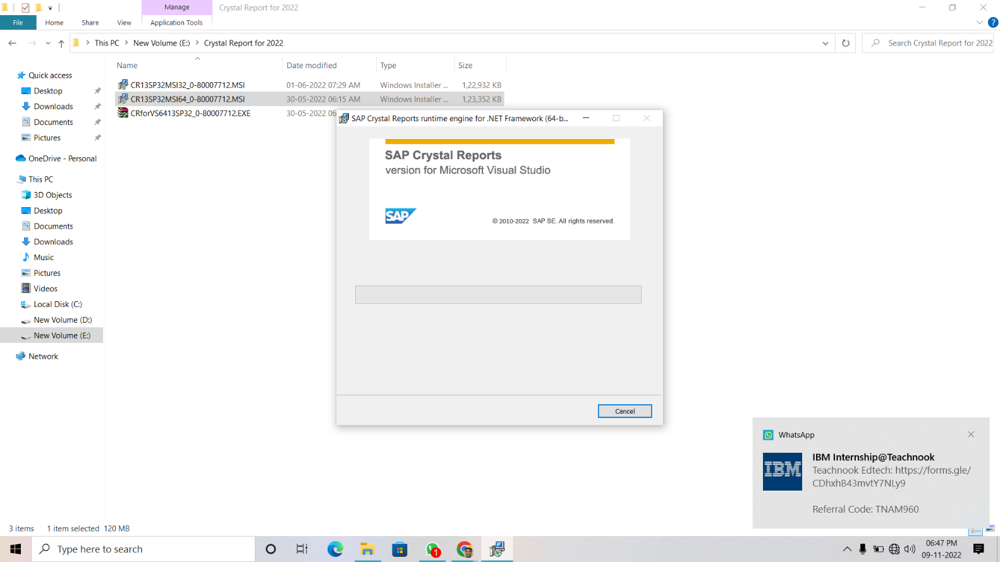 Manage
Crystal Report for 2022
File
Home
Share
View
Application Tools
This PC
New Volume (E:)
Crystal Report for 2022
Search Crystal Report for 2022
Name
Date modified
Type
Size
CR13SP32MSI32_0-80007712.MSI
01-06-2022 07:29 AM
Windows Installer ...
1,22,932 KB
CR13SP32MSI64_0-80007712.MSI
30-05-2022 06:15 AM
Windows Installer ...
1,23,352 KB
CRforVS6413SP32_0-80007712.EXE
30-05-2022 06
Quick access
Desktop
Downloads
Documents
Pictures
OneDrive - Personal
This PC
3D Objects
Desktop
Documents
Downloads
Music
Pictures
Videos
Local Disk (C:)
New Volume (D:)
New Volume (E:)
Network
SAP Crystal Reports runtime engine for .NET Framework (64-b...
SAP Crystal Reports
version for Microsoft Visual Studio
SAP
© 2010-2022 SAP SE. All rights reserved.
Cancel
WhatsApp
IBM
IBM Internship@Teachnook
Teachnook Edtech: https://forms.gle/
CDhxhB43mvtY7NLy9
Referral Code: TNAM960
3 items
1 item selected 120 MB
Type here to search
1
06:47 PM
09-11-2022